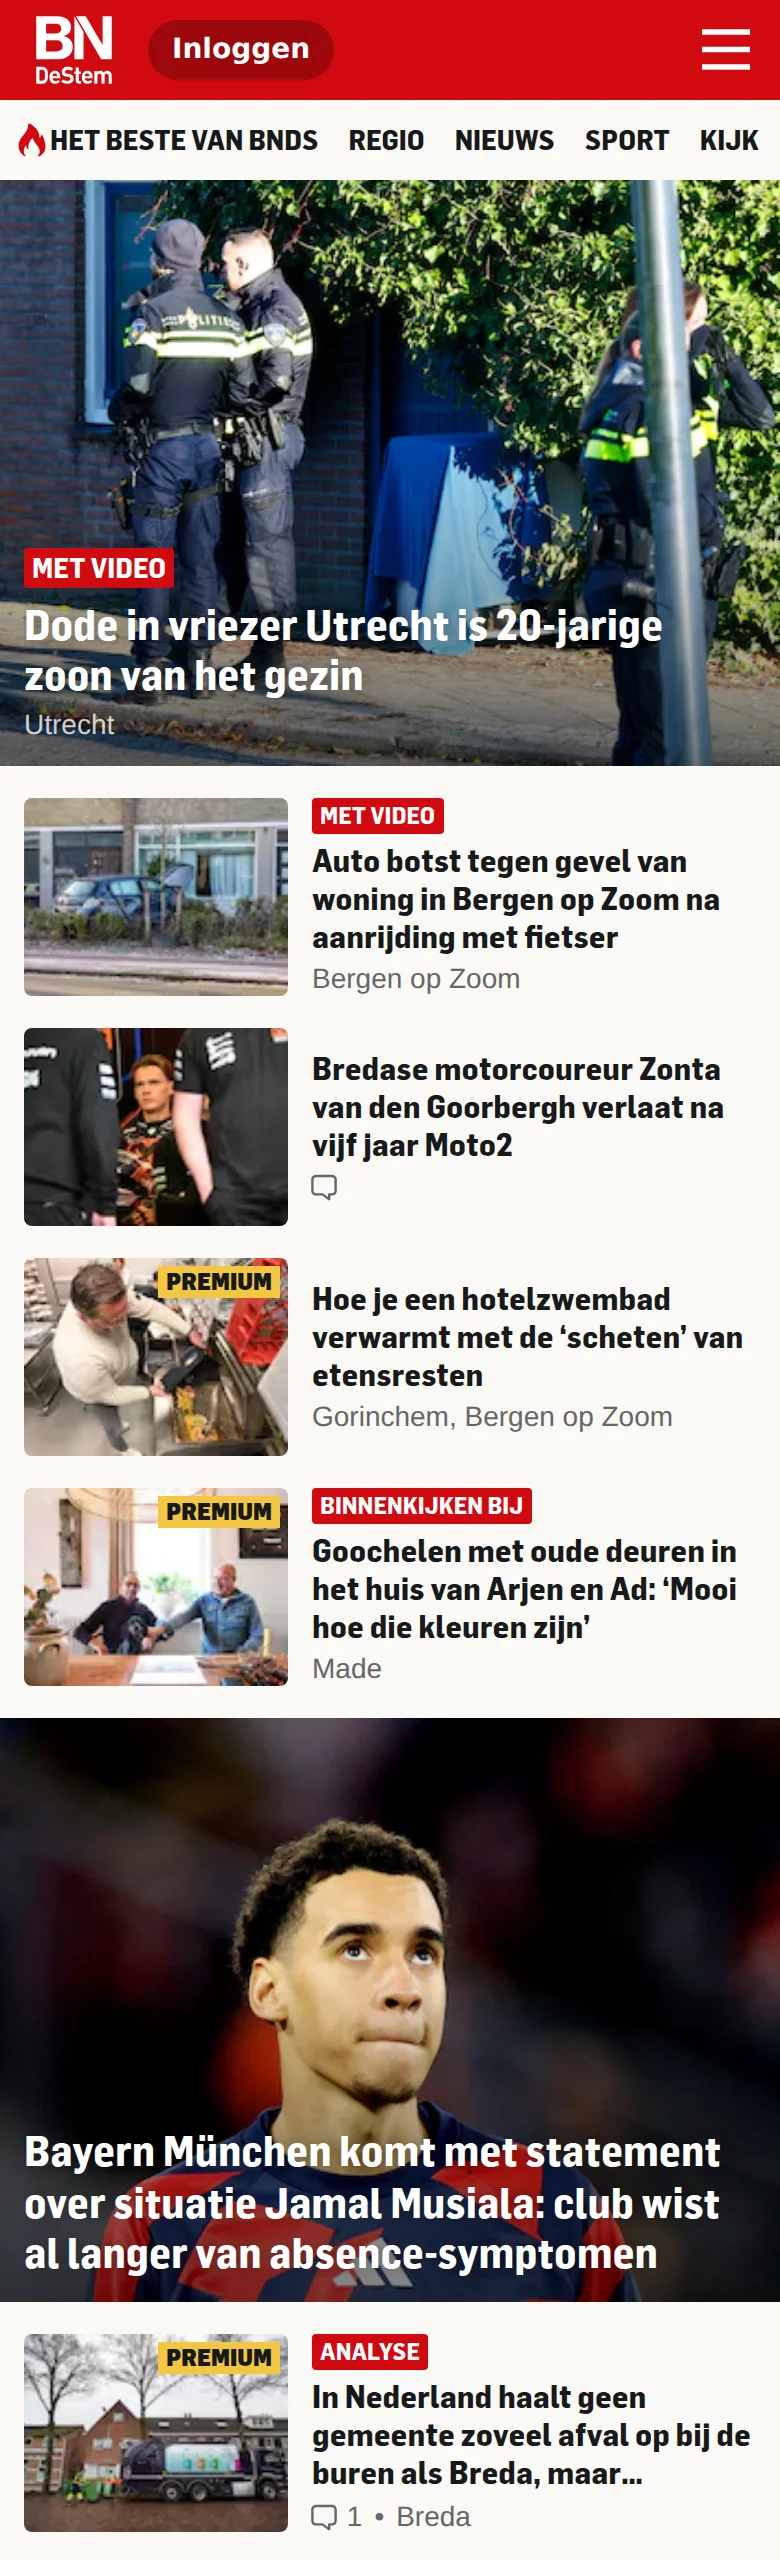 BN
DeStem
Inloggen
HET BESTE VAN BNDS
REGIO
NIEUWS
SPORT
KIJK
POLITIE
MET VIDEO
Dode in vriezer Utrecht is 20-jarige
zoon van het gezin
Utrecht
MET VIDEO
Auto botst tegen gevel van
woning in Bergen op Zoom na
aanrijding met fietser
Bergen op Zoom
Bredase motorcoureur Zonta
van den Goorbergh verlaat na
vijf jaar Moto2
PREMIUM
Hoe je een hotelzwembad
verwarmt met de ‘scheten’ van
etensresten
Gorinchem, Bergen op Zoom
PREMIUM
BINNENKIJKEN BIJ
Goochelen met oude deuren in
het huis van Arjen en Ad: ‘Mooi
hoe die kleuren zijn’
Made
Bayern München komt met statement
over situatie Jamal Musiala: club wist
al langer van absence-symptomen
PREMIUM
ANALYSE
In Nederland haalt geen
gemeente zoveel afval op bij de
buren als Breda, maar...
1 • Breda